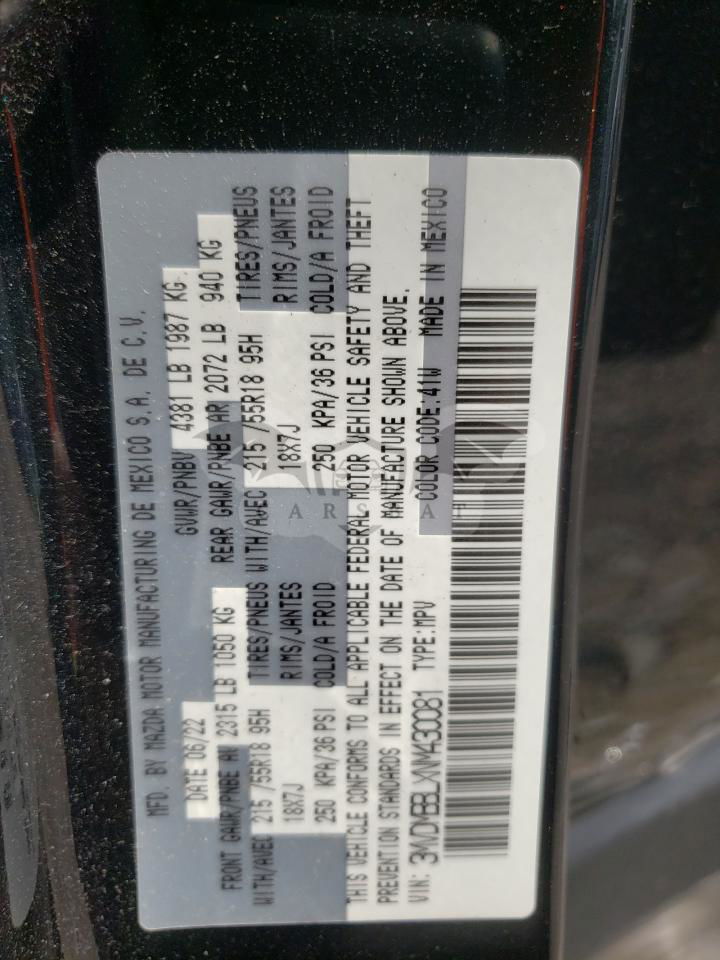 MFD. BY MAZDA MOTOR MANUFACTURING DE MEXICO S.A. DE C.V.
DATE 06/22 GVWR/PNBV 4381 LB 1987 KG
FRONT GAWR/PNBE AV 2315 LB 1050 KG REAR GAWR/PNBE AR 2072 LB 940 KG
WITH/AVEC 215 /55R18 95H TIRES/PNEUS WITH/AVEC 215 /55R18 95H TIRES/PNEUS
18X7J RIMS/JANTES 18X7J RIMS/JANTES
250 KPA/36 PSI COLD/A FROID 250 KPA/36 PSI COLD/A FROID
THIS VEHICLE CONFORMS TO ALL APPLICABLE FEDERAL MOTOR VEHICLE SAFETY AND THEFT
PREVENTION STANDARDS IN EFFECT ON THE DATE OF MANUFACTURE SHOWN ABOVE.
VIN: 3MVDMBBLXNM430081 TYPE:MPV COLOR CODE:41W MADE IN MEXICO